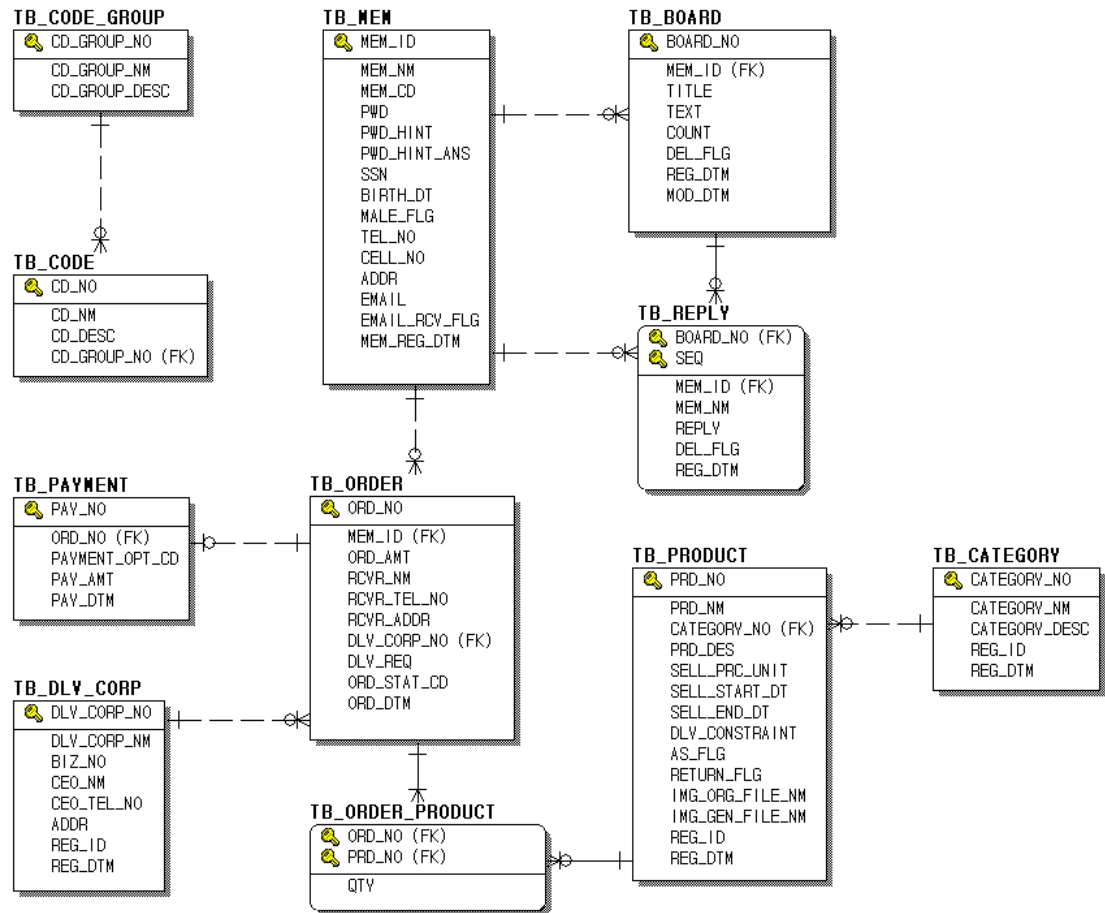 TB_CODE_GROUP
CD_GROUP_NO
CD_GROUP_NM
CD_GROUP_DESC
TB_CODE
CD_NO
CD_NM
CD_DESC
CD_GROUP_NO (FK)
TB_MEM
MEM_ID
MEM_NM
MEM_CD
PWD
PWD_HINT
PWD_HINT_ANS
SSN
BIRTH_DT
MALE_FLG
TEL_NO
CELL_NO
ADDR
EMAIL
EMAIL_RCV_FLG
MEM_REG_DTM
TB_BOARD
BOARD_NO
MEM_ID (FK)
TITLE
TEXT
COUNT
DEL_FLG
REG_DTM
MOD_DTM
TB_REPLY
BOARD_NO (FK)
SEQ
MEM_ID (FK)
MEM_NM
REPLY
DEL_FLG
REG_DTM
TB_PAYMENT
PAY_NO
ORD_NO (FK)
PAYMENT_OPT_CD
PAY_AMT
PAY_DTM
TB_ORDER
ORD_NO
MEM_ID (FK)
ORD_AMT
RCVR_NM
RCVR_TEL_NO
RCVR_ADDR
DLV_CORP_NO (FK)
DLV_REQ
ORD_STAT_CD
ORD_DTM
TB_DLV_CORP
DLV_CORP_NO
DLV_CORP_NM
BIZ_NO
CEO_NM
CEO_TEL_NO
ADDR
REG_ID
REG_DTM
TB_ORDER_PRODUCT
ORD_NO (FK)
PRD_NO (FK)
QTY
TB_PRODUCT
PRD_NO
PRD_NM
CATEGORY_NO (FK)
PRD_DES
SELL_PRC_UNIT
SELL_START_DT
SELL_END_DT
DLV_CONSTRAINT
AS_FLG
RETURN_FLG
IMG_ORG_FILE_NM
IMG_GEN_FILE_NM
REG_ID
REG_DTM
TB_CATEGORY
CATEGORY_NO
CATEGORY_NM
CATEGORY_DESC
REG_ID
REG_DTM